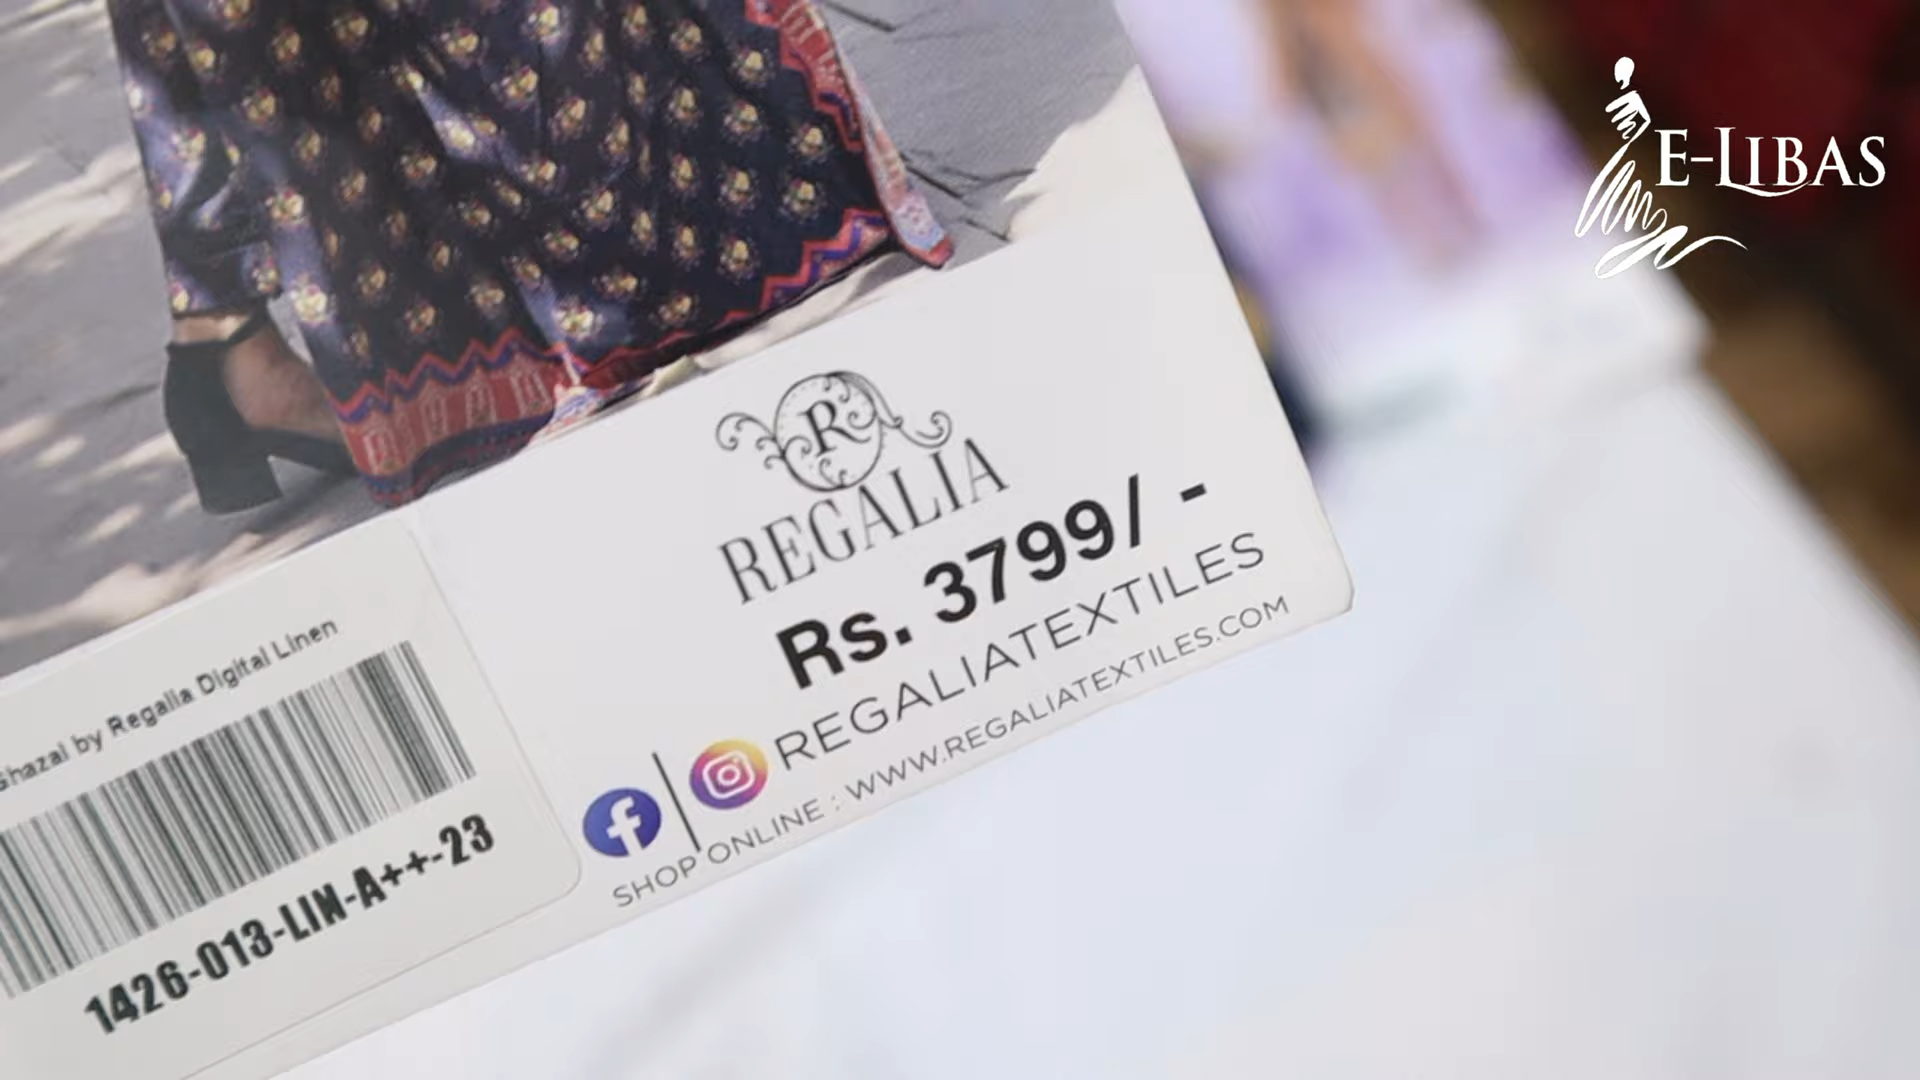 E-LIBAS
R
REGALIA
Rs. 3799/ -
REGALIATEXTILES
SHOP ONLINE : WWW.REGALIATEXTILES.COM
Ghazal by Regalia Digital Linen
1426-013-LIN-A++-23